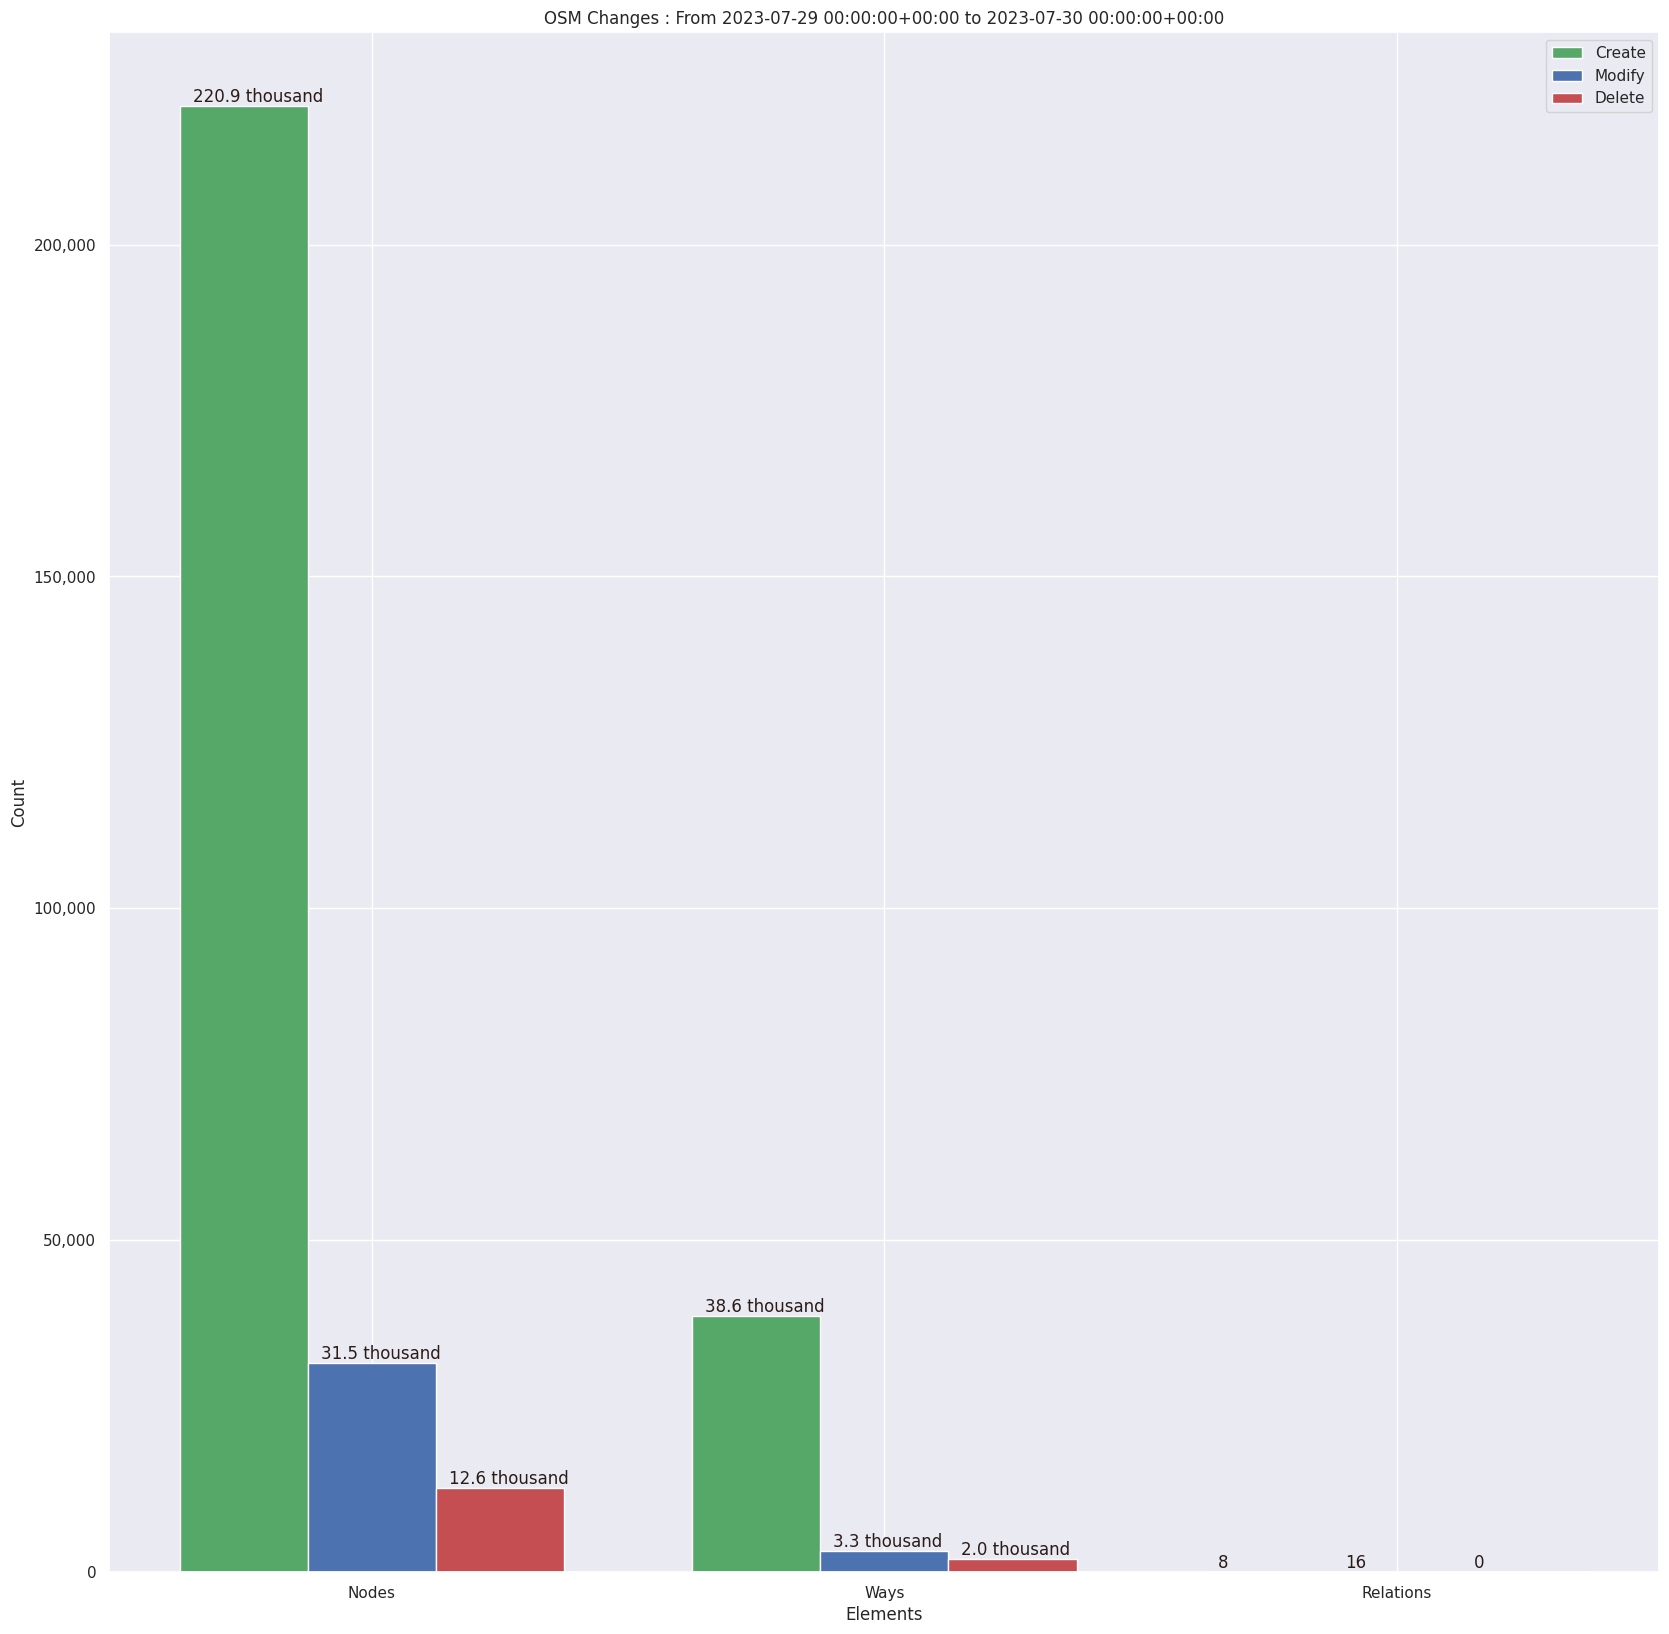 OSM Changes : From 2023-07-29 00:00:00+00:00 to 2023-07-30 00:00:00+00:00
Create
Modify
Delete
220.9 thousand
200,000
150,000
Count
100,000
50,000
38.6 thousand
31.5 thousand
12.6 thousand
3.3 thousand
2.0 thousand
8
16
0
0
Nodes
Ways
Relations
Elements